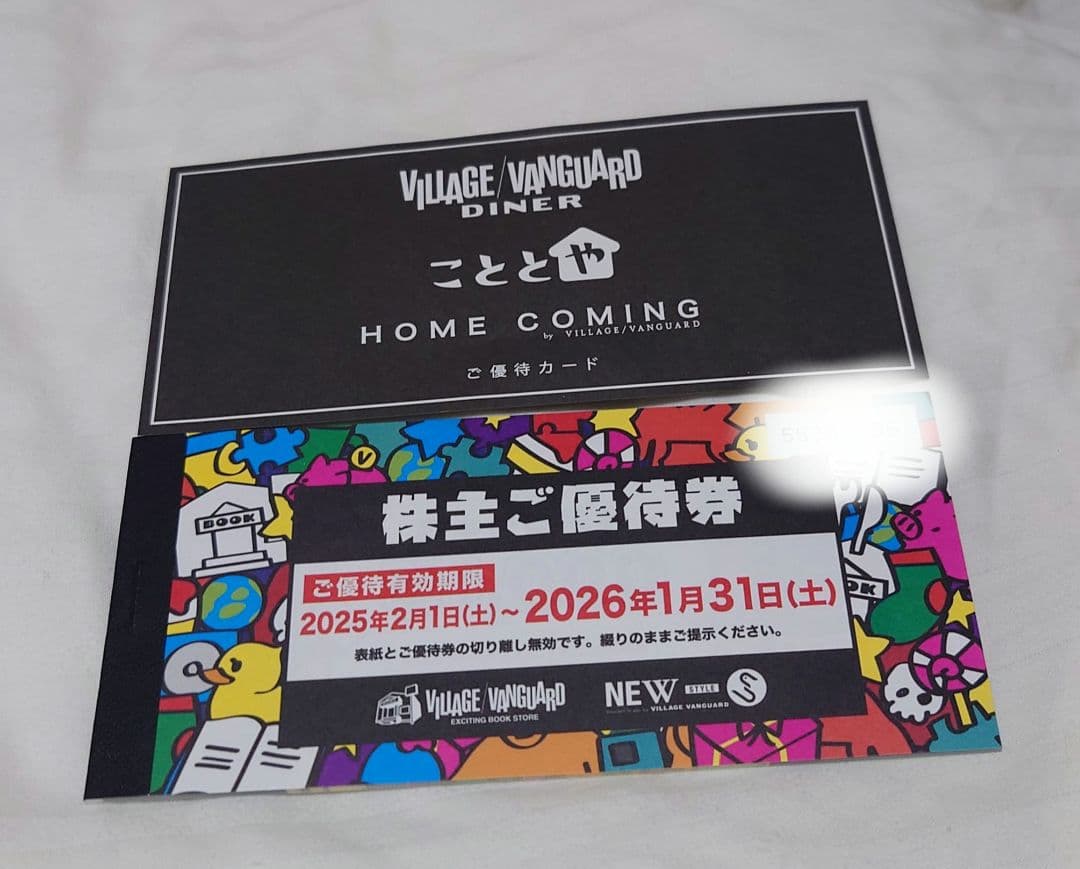 VILLAGE/VANGUARD
DINER
こととや
HOME COMING
by VILLAGE/VANGUARD
ご優待カード
V
BOOK
株主ご優待券
ご優待有効期限
2025年2月1日(土)～2026年1月31日(土)
表紙とご優待券の切り離し無効です。綴りのままご提示ください。
VILLAGE/VANGUARD
EXCITING BOOK STORE
NEW STYLE
VILLAGE VANGUARD